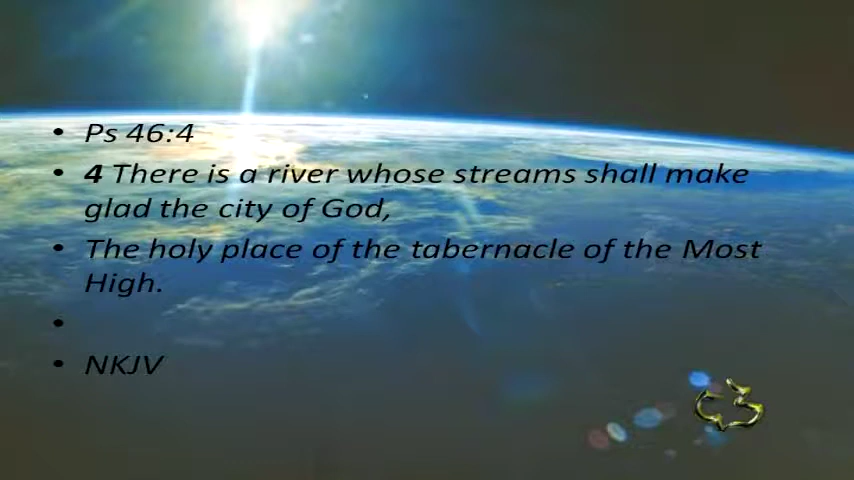 • Ps 46:4
• 4 There is a river whose streams shall make
glad the city of God,
• The holy place of the tabernacle of the Most
High.
•
• NKJV